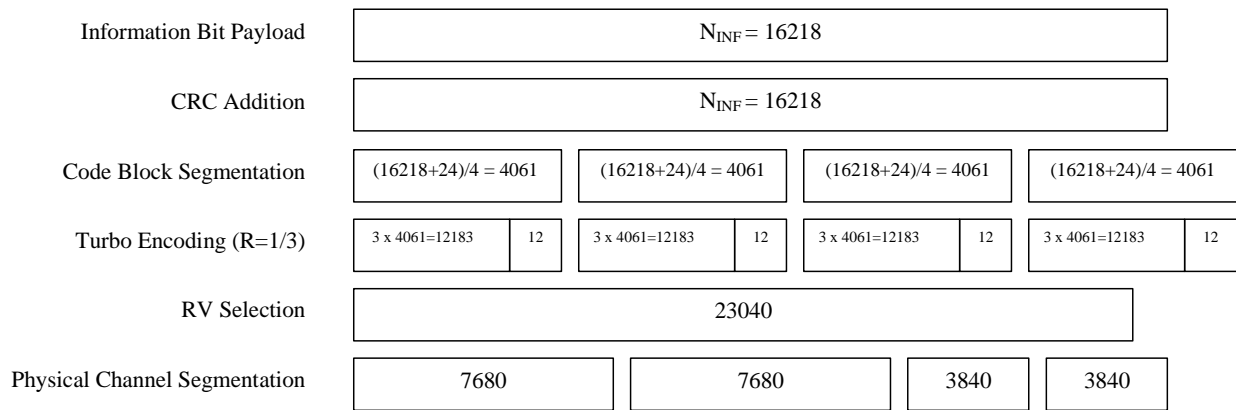 Information Bit Payload
N_INF = 16218
CRC Addition
N_INF = 16218
Code Block Segmentation
(16218+24)/4 = 4061 (16218+24)/4 = 4061 (16218+24)/4 = 4061 (16218+24)/4 = 4061
Turbo Encoding (R=1/3)
3 x 4061=12183 12 3 x 4061=12183 12 3 x 4061=12183 12 3 x 4061=12183 12
RV Selection
23040
Physical Channel Segmentation
7680 7680 3840 3840